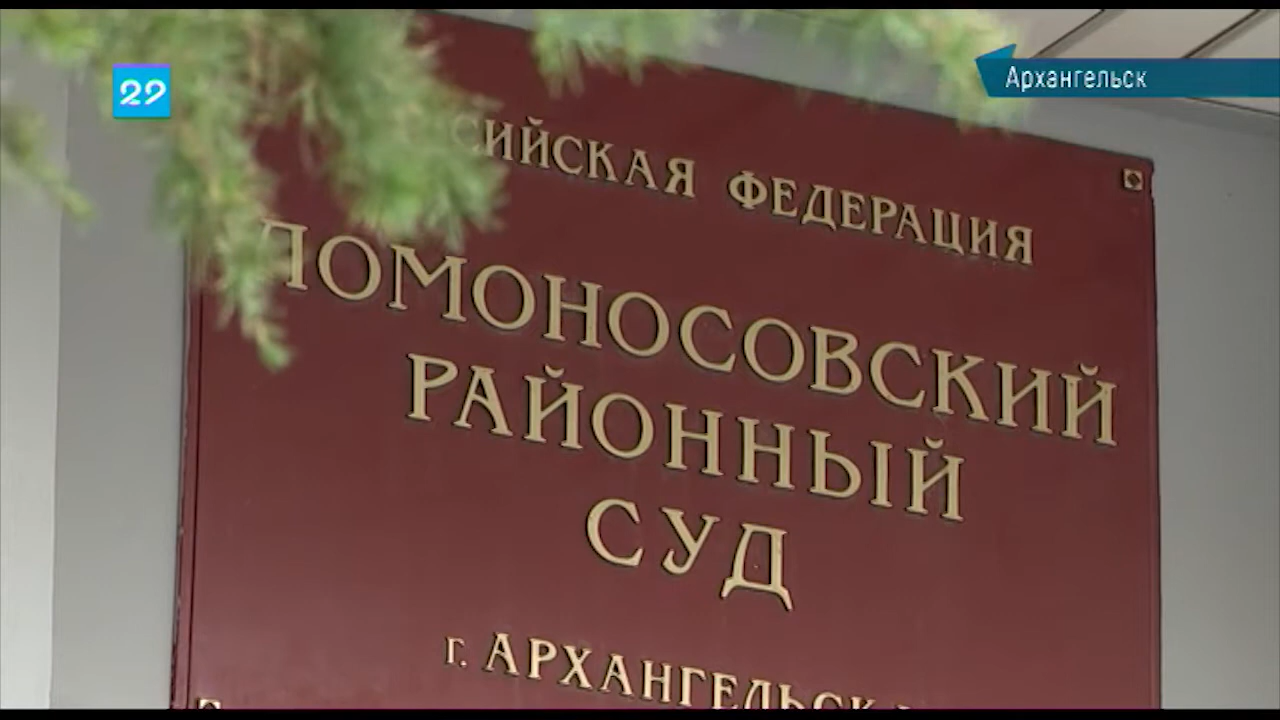 29
Архангельск
СИЙСКАЯ ФЕДЕРАЦИЯ
ЛОМОНОСОВСКИЙ
РАЙОННЫЙ
СУД
г. АРХАНГЕЛЬСК